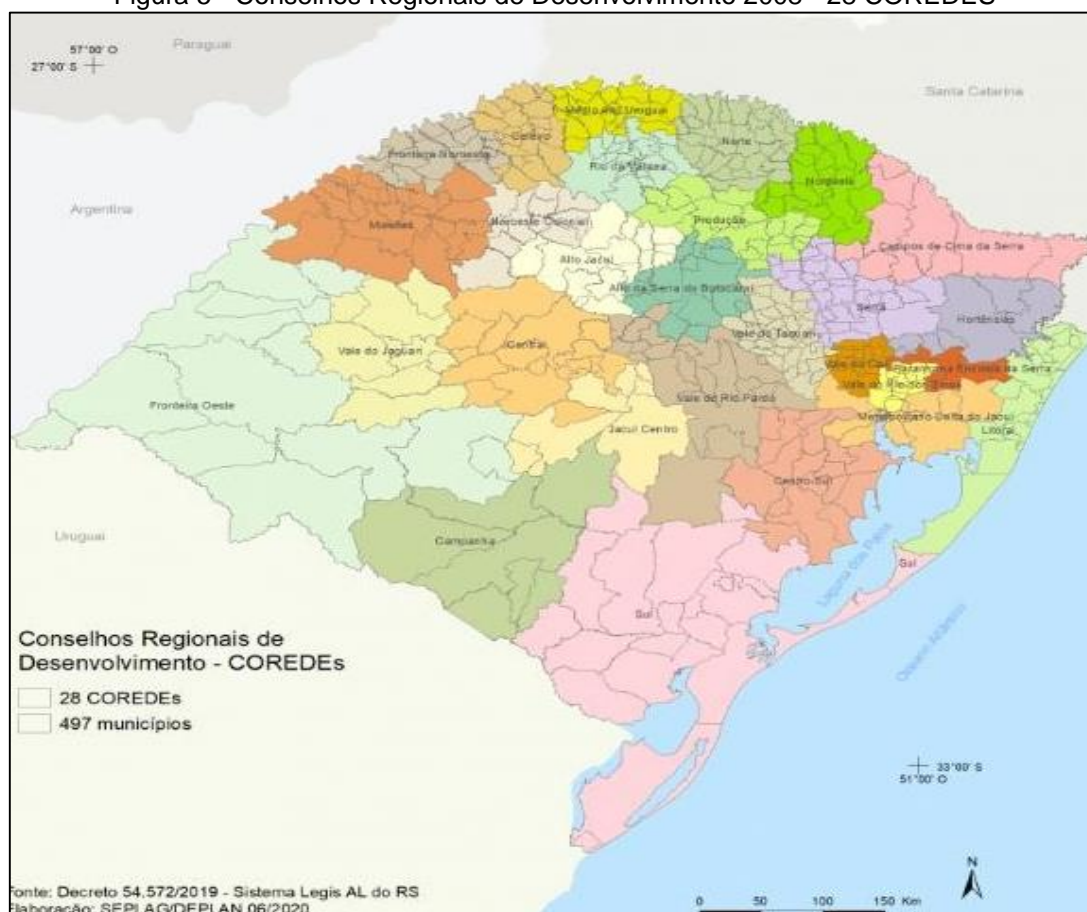 Figura 3 - Conselhos Regionais de Desenvolvimento 2008 - 28 COREDES
57°00' O
27°00' S
Paraguai
Santa Catarina
Argentina
Uruguai
Médio Alto Uruguai
Celeiro
Norte
Fronteira Noroeste
Rio da Várzea
Nordeste
Missões
Noroeste Colonial
Produção
Campos de Cima da Serra
Alto Jacuí
Alto da Serra do Botucaraí
Serra
Hortênsias
Vale do Jaguari
Central
Vale do Taquari
Paranhana Encosta da Serra
Vale do Rio dos Sinos
Fronteira Oeste
Vale do Rio Pardo
Metropolitano Delta do Jacuí
Jacuí Centro
Litoral
Centro-Sul
Campanha
Sul
Sul
Laguna dos Patos
Oceano Atlântico
Conselhos Regionais de
Desenvolvimento - COREDEs
28 COREDEs
497 municípios
33°00' S
51°00' O
N
Fonte: Decreto 54.572/2019 - Sistema Legis AL do RS
Elaboração: SEPLAG/DEPLAN 06/2020
0 50 100 150 Km